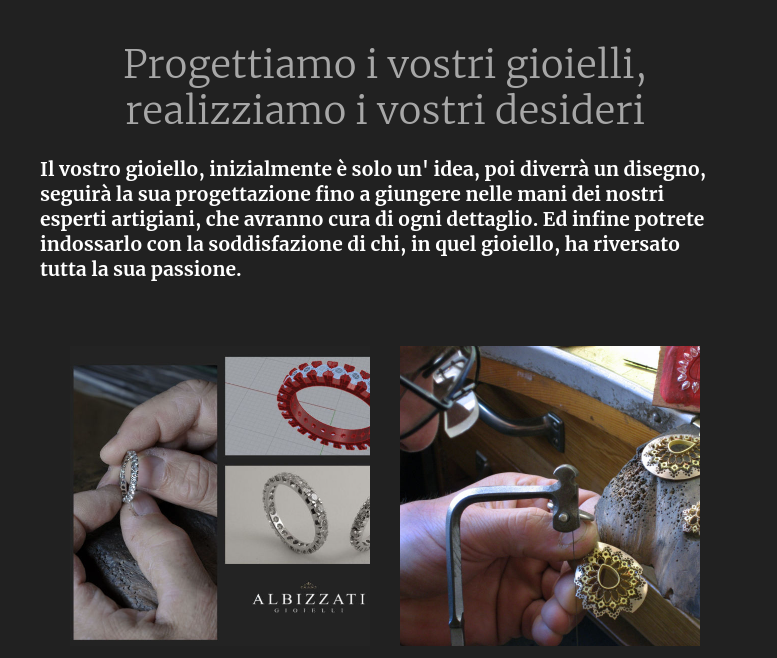 Progettiamo i vostri gioielli,
realizziamo i vostri desideri
Il vostro gioiello, inizialmente è solo un' idea, poi diverrà un disegno,
seguirà la sua progettazione fino a giungere nelle mani dei nostri
esperti artigiani, che avranno cura di ogni dettaglio. Ed infine potrete
indossarlo con la soddisfazione di chi, in quel gioiello, ha riversato
tutta la sua passione.
ALBIZZATI
GIOIELLI